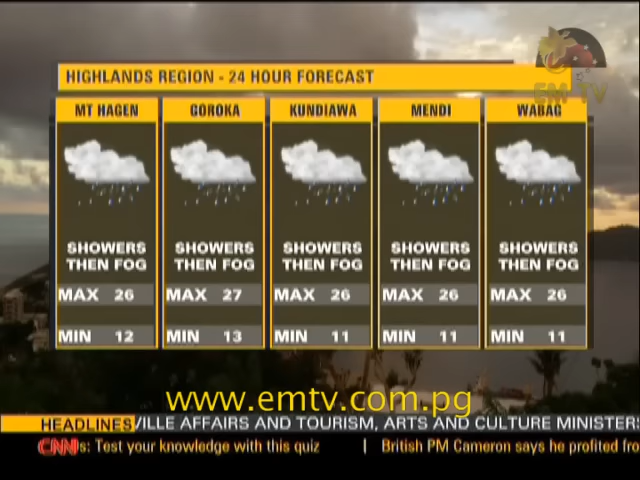 HIGHLANDS REGION - 24 HOUR FORECAST
EM TV
MT HAGEN
SHOWERS
THEN FOG
MAX 26
MIN 12
GOROKA
SHOWERS
THEN FOG
MAX 27
MIN 13
KUNDIAWA
SHOWERS
THEN FOG
MAX 26
MIN 11
MENDI
SHOWERS
THEN FOG
MAX 26
MIN 11
WABAG
SHOWERS
THEN FOG
MAX 26
MIN 11
www.emtv.com.pg
HEADLINES VILLE AFFAIRS AND TOURISM, ARTS AND CULTURE MINISTER:
CNN s: Test your knowledge with this quiz | British PM Cameron says he profited fro